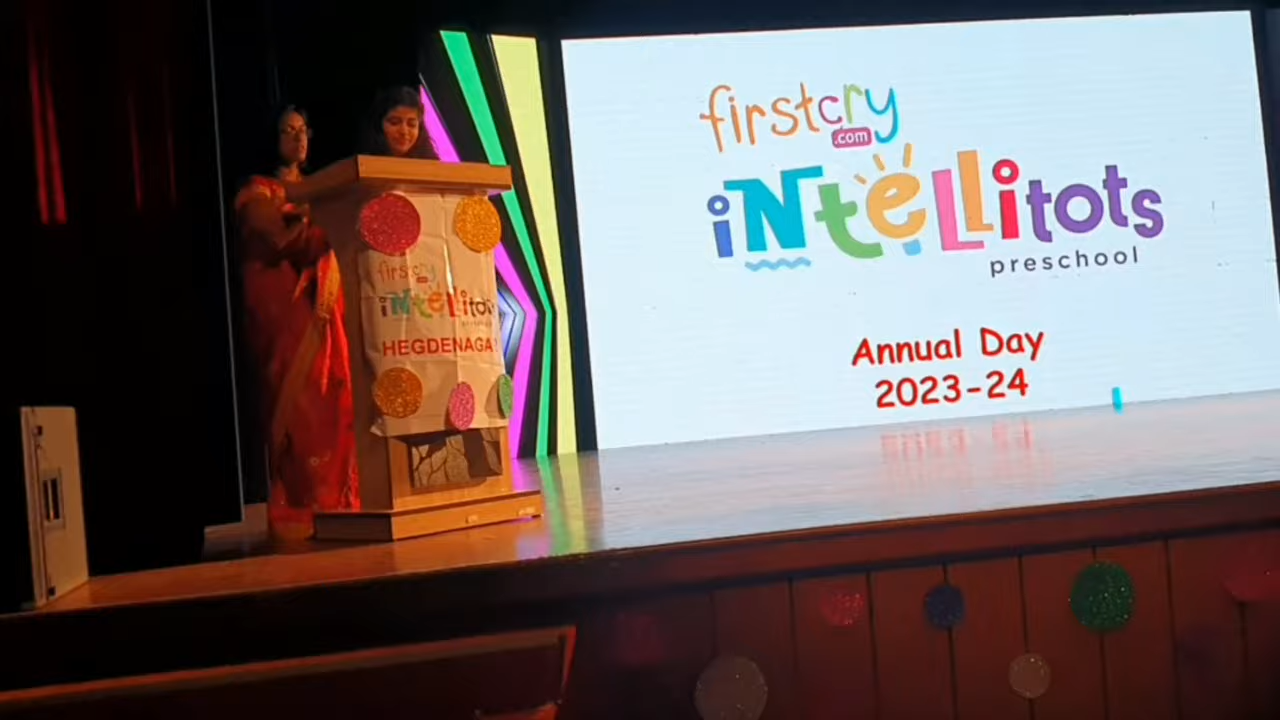 firstcry
.com
iNtELLitots
preschool
Annual Day
2023-24
firstcry
iNtELLitots
HEGDENAGA